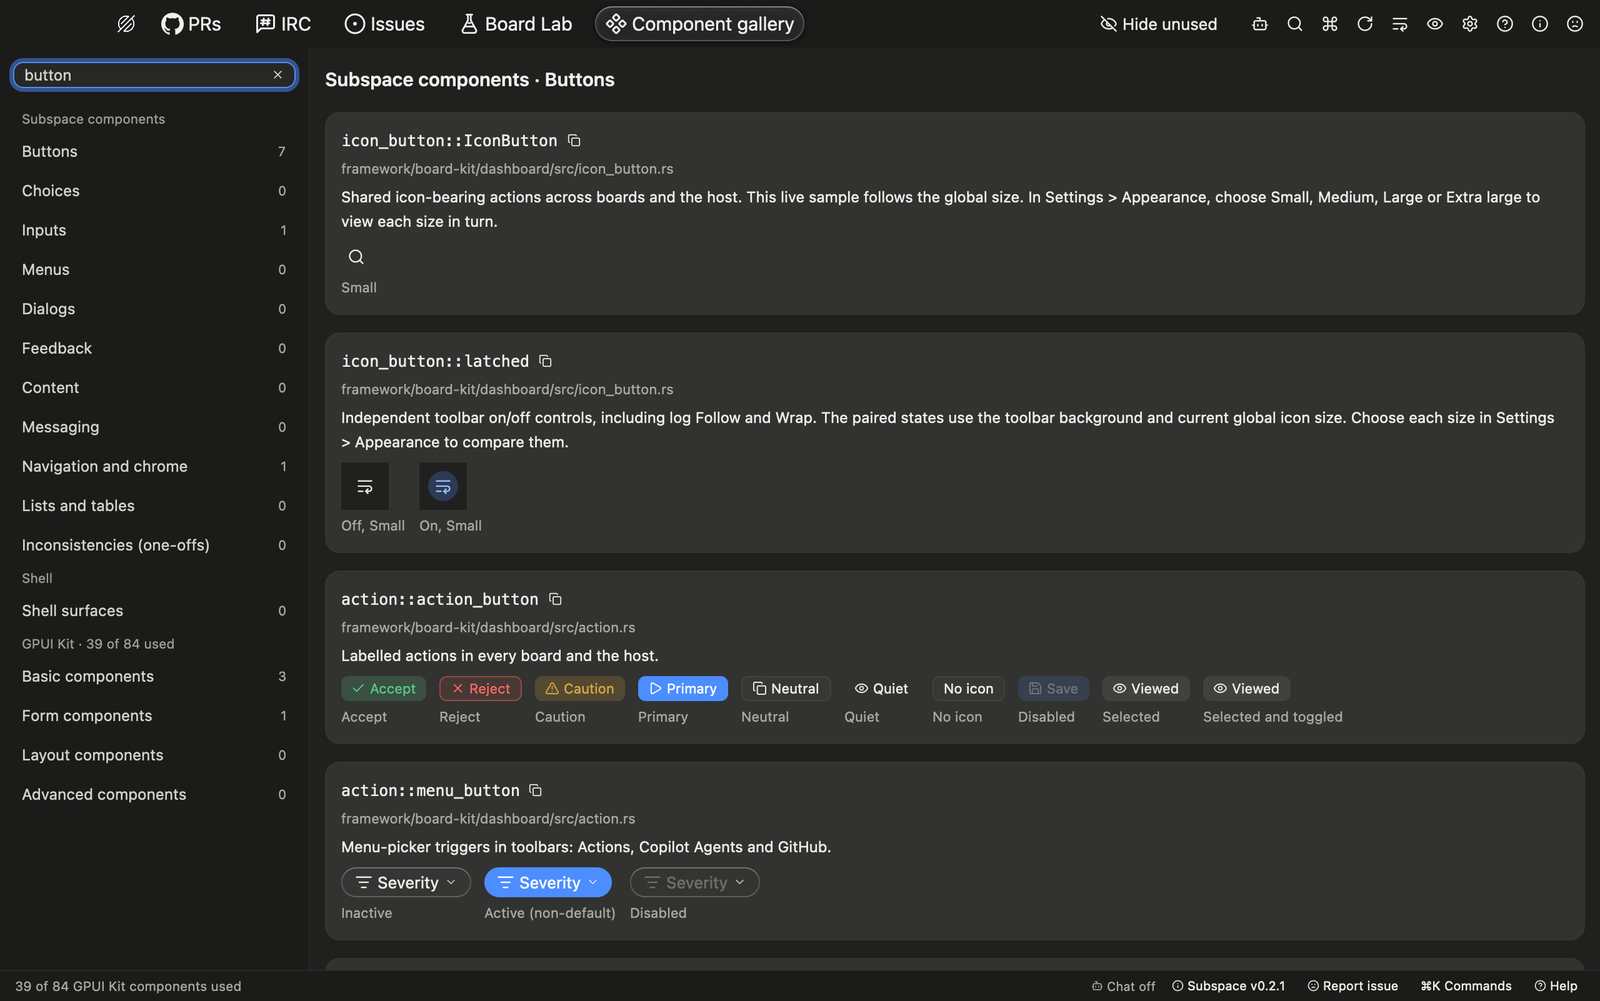 PRs
IRC
Issues
Board Lab
Component gallery
Hide unused
button
Subspace components
Buttons 7
Choices 0
Inputs 1
Menus 0
Dialogs 0
Feedback 0
Content 0
Messaging 0
Navigation and chrome 1
Lists and tables 0
Inconsistencies (one-offs) 0
Shell
Shell surfaces 0
GPUI Kit · 39 of 84 used
Basic components 3
Form components 1
Layout components 0
Advanced components 0
Subspace components · Buttons
icon_button::IconButton
framework/board-kit/dashboard/src/icon_button.rs
Shared icon-bearing actions across boards and the host. This live sample follows the global size. In Settings > Appearance, choose Small, Medium, Large or Extra large to
view each size in turn.
Small
icon_button::latched
framework/board-kit/dashboard/src/icon_button.rs
Independent toolbar on/off controls, including log Follow and Wrap. The paired states use the toolbar background and current global icon size. Choose each size in Settings
> Appearance to compare them.
Off, Small On, Small
action::action_button
framework/board-kit/dashboard/src/action.rs
Labelled actions in every board and the host.
Accept Reject Caution Primary Neutral Quiet No icon Save Viewed Viewed
Accept Reject Caution Primary Neutral Quiet No icon Disabled Selected Selected and toggled
action::menu_button
framework/board-kit/dashboard/src/action.rs
Menu-picker triggers in toolbars: Actions, Copilot Agents and GitHub.
Severity Severity Severity
Inactive Active (non-default) Disabled
39 of 84 GPUI Kit components used
Chat off
Subspace v0.2.1
Report issue
⌘K Commands
Help